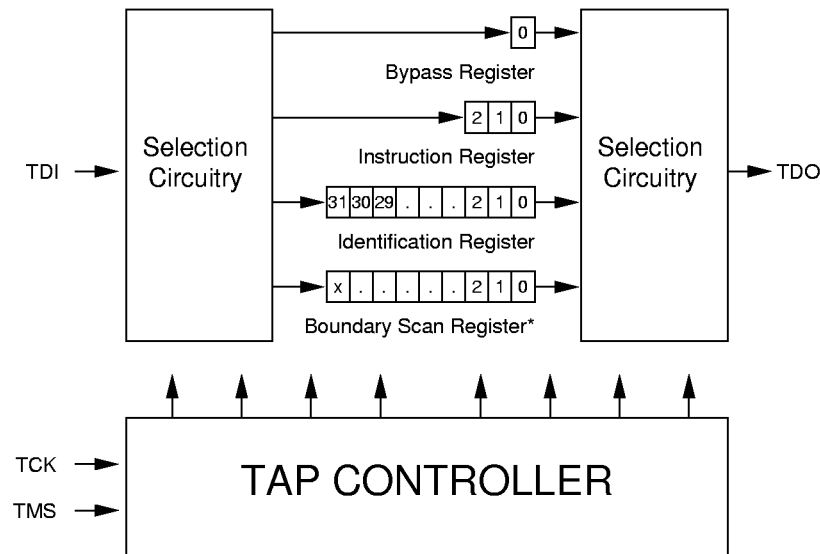 0
Bypass Register
2 1 0
Instruction Register
Selection
Circuitry
Selection
Circuitry
TDI
TDO
31 30 29 . . . 2 1 0
Identification Register
x . . . . . 2 1 0
Boundary Scan Register*
TCK
TAP CONTROLLER
TMS